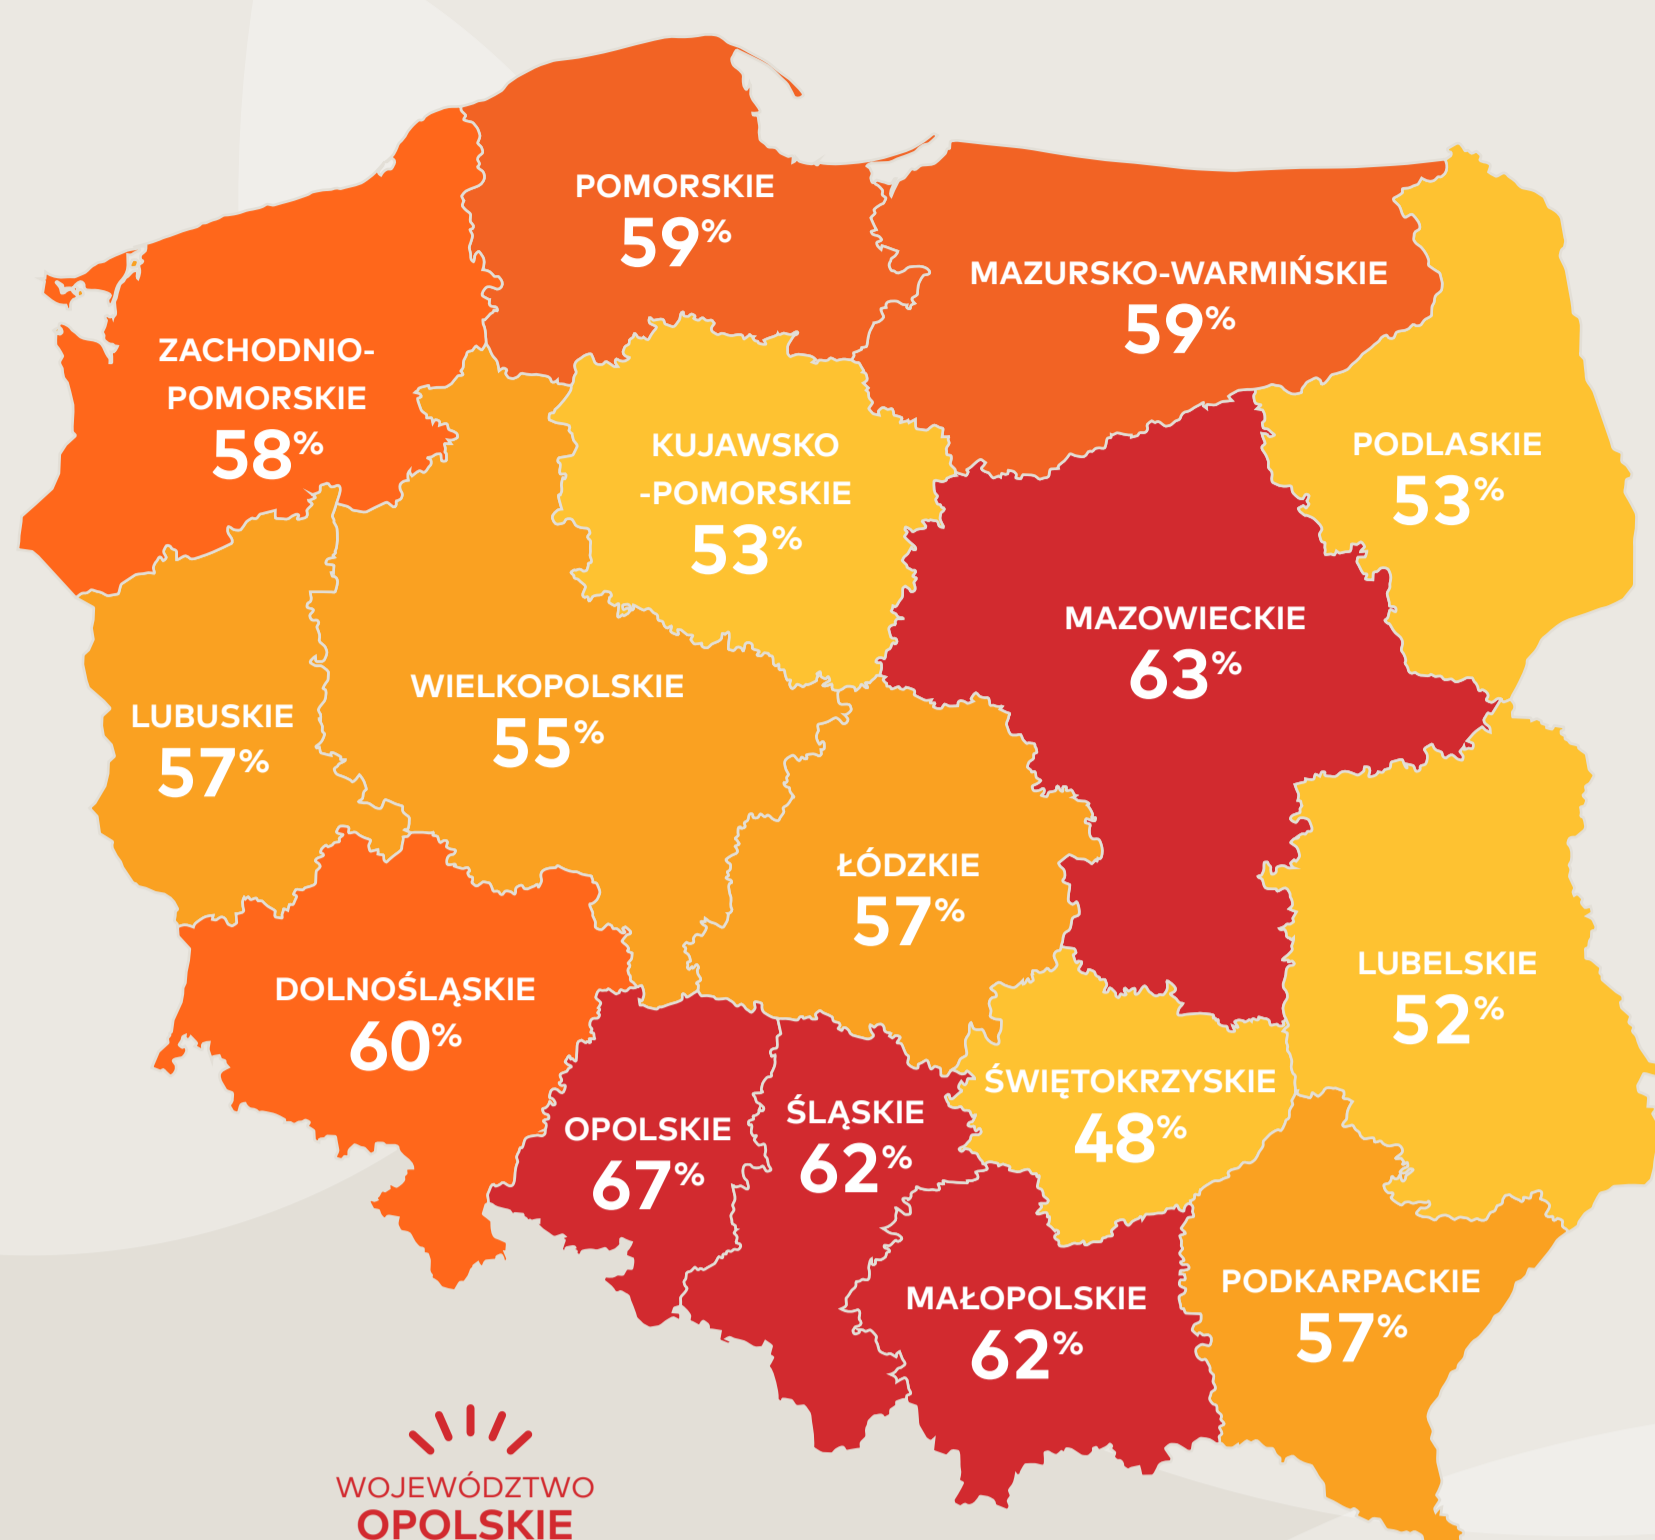 POMORSKIE
59%
MAZURSKO-WARMIŃSKIE
59%
ZACHODNIO-
POMORSKIE
58%
KUJAWSKO
-POMORSKIE
53%
PODLASKIE
53%
MAZOWIECKIE
63%
WIELKOPOLSKIE
55%
LUBUSKIE
57%
ŁÓDZKIE
57%
LUBELSKIE
52%
DOLNOŚLĄSKIE
60%
ŚWIĘTOKRZYSKIE
48%
OPOLSKIE
67%
ŚLĄSKIE
62%
PODKARPACKIE
57%
MAŁOPOLSKIE
62%
WOJEWÓDZTWO
OPOLSKIE